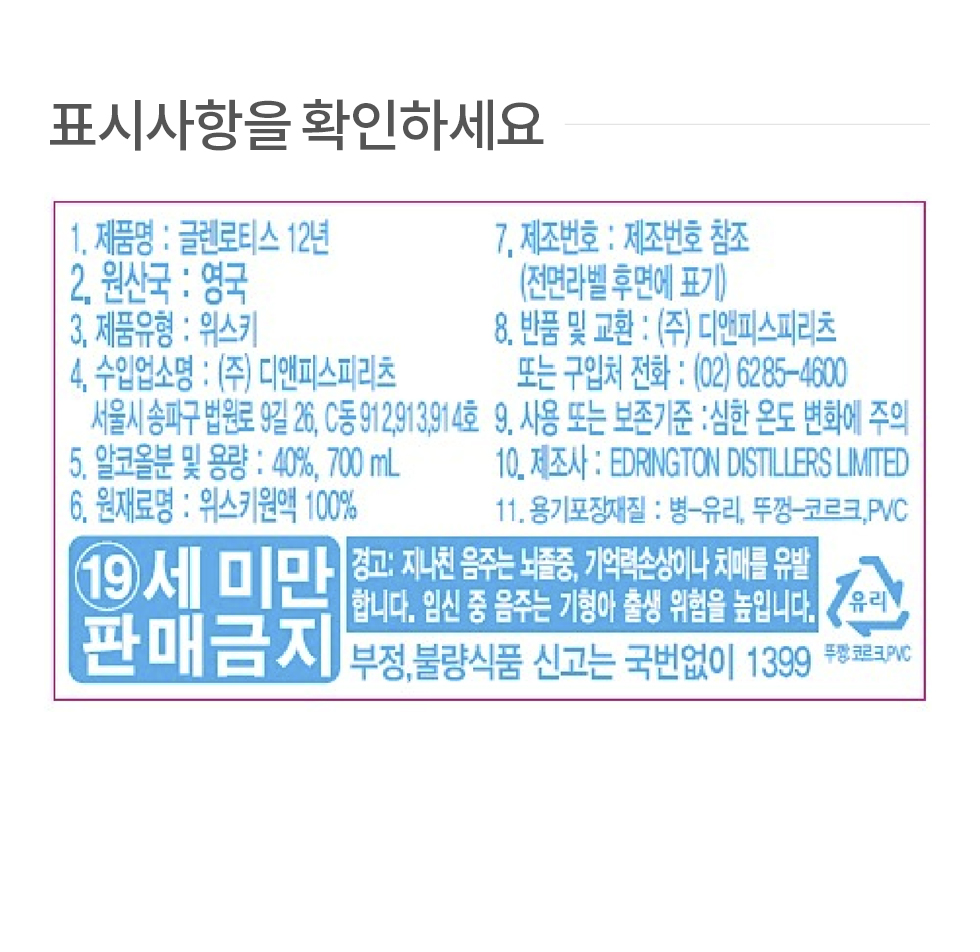 표시사항을 확인하세요
1. 제품명 : 글렌로티스 12년
2. 원산국 : 영국
3. 제품유형 : 위스키
4. 수입업소명 : (주) 디앤피스피리츠
서울시 송파구 법원로 9길 26, C동 912,913,914호
5. 알코올분 및 용량 : 40%, 700 mL
6. 원재료명 : 위스키원액 100%
7. 제조번호 : 제조번호 참조
(전면라벨 후면에 표기)
8. 반품 및 교환 : (주) 디앤피스피리츠
또는 구입처 전화 : (02) 6285-4600
9. 사용 또는 보존기준 :심한 온도 변화에 주의
10. 제조사 : EDRINGTON DISTILLERS LIMITED
11. 용기포장재질 : 병-유리, 뚜껑-코르크,PVC
19세 미만
판매금지
경고: 지나친 음주는 뇌졸중, 기억력손상이나 치매를 유발
합니다. 임신 중 음주는 기형아 출생 위험을 높입니다.
부정,불량식품 신고는 국번없이 1399
유리
뚜껑:코르크,PVC